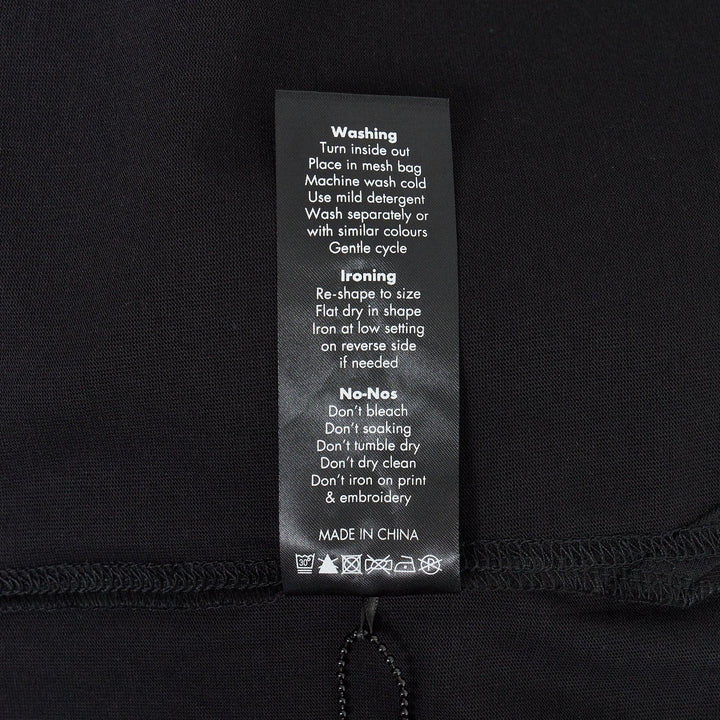 Washing
Turn inside out
Place in mesh bag
Machine wash cold
Use mild detergent
Wash separately or
with similar colours
Gentle cycle
Ironing
Re-shape to size
Flat dry in shape
Iron at low setting
on reverse side
if needed
No-Nos
Don't bleach
Don't soaking
Don't tumble dry
Don't dry clean
Don't iron on print
& embroidery
MADE IN CHINA
30° P